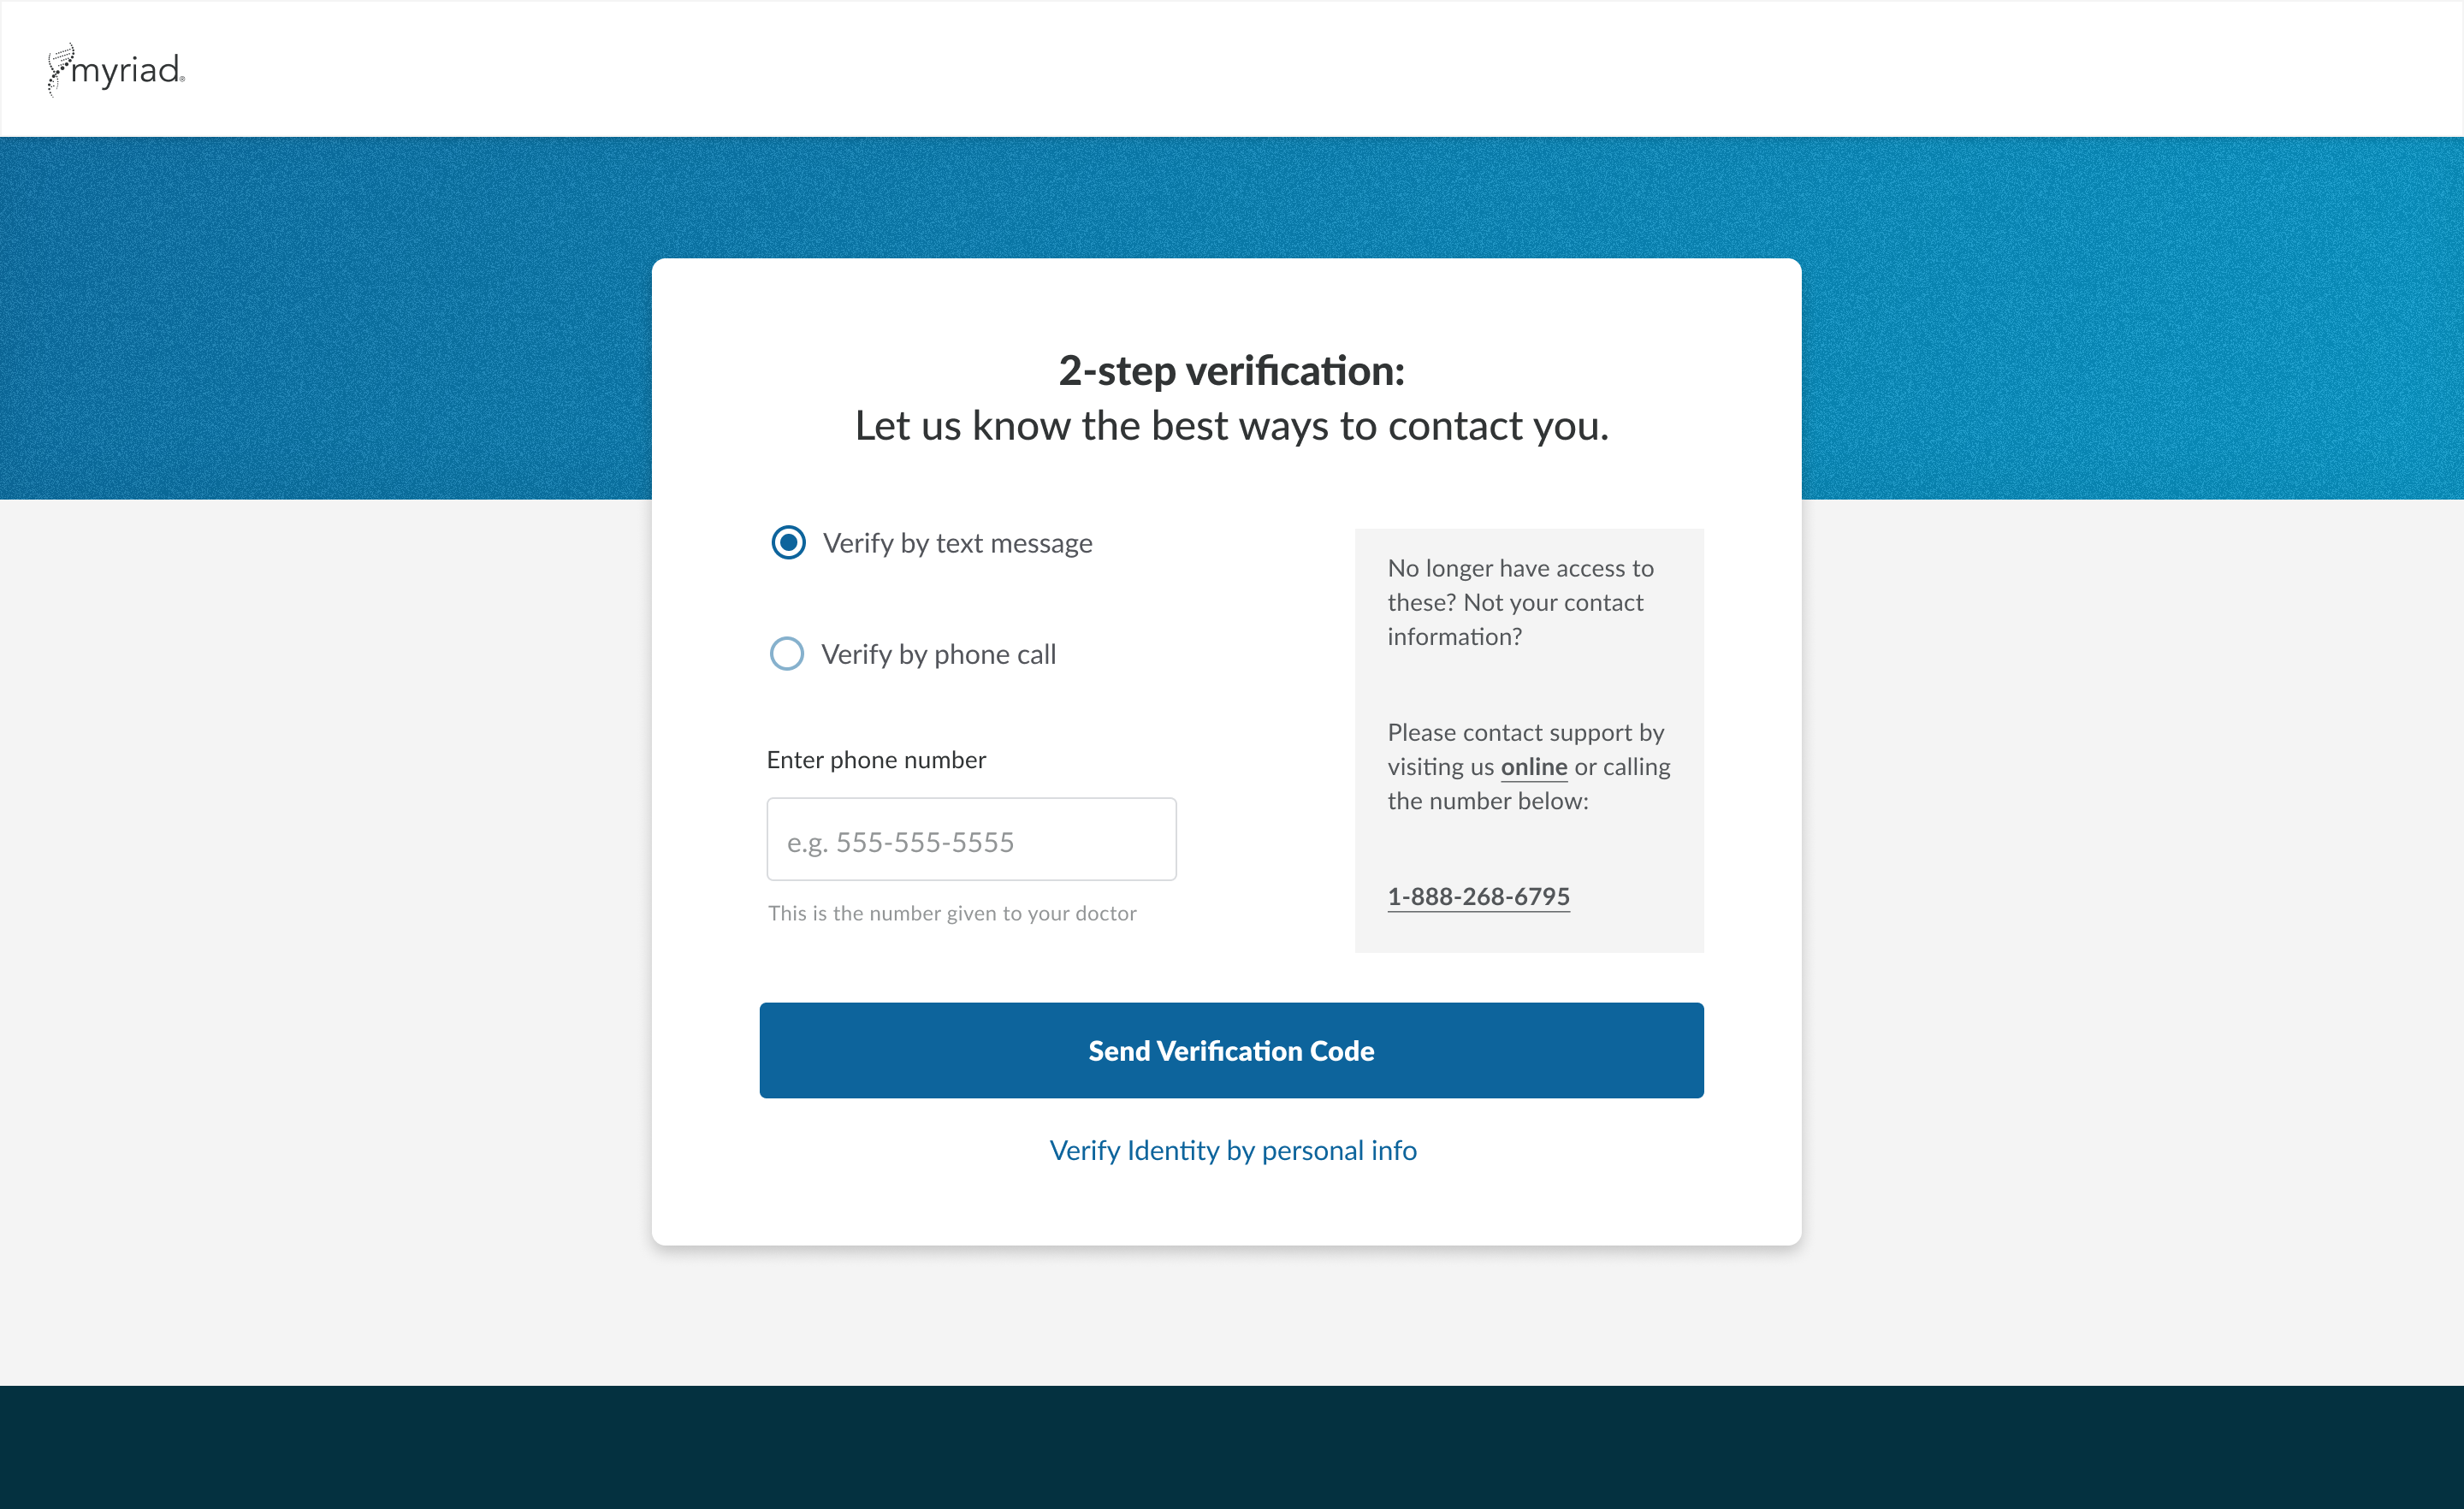 myriad®
2-step verification:
Let us know the best ways to contact you.
Verify by text message
Verify by phone call
Enter phone number
e.g. 555-555-5555
This is the number given to your doctor
No longer have access to
these? Not your contact
information?
Please contact support by
visiting us online or calling
the number below:
1-888-268-6795
Send Verification Code
Verify Identity by personal info